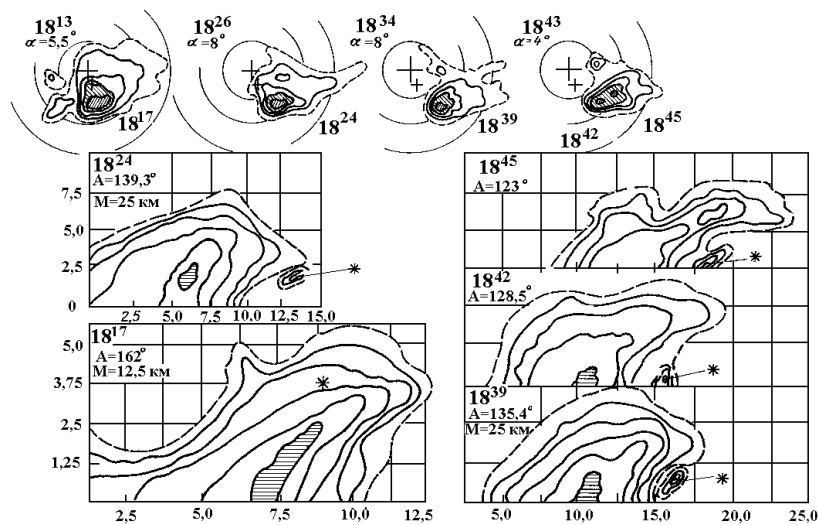 18¹³ 18²⁶ 18³⁴ 18⁴³
α=5,5° α=8° α=8° α=4°
18¹⁷ 18²⁴ 18³⁹ 18⁴² 18⁴⁵
18²⁴
A=139,3°
М=25 км
7,5
5,0
2,5
0
2,5 5,0 7,5 10,0 12,5 15,0
*
18¹⁷
A=162°
М=12,5 км
5,0
3,75
2,5
1,25
*
2,5 5,0 7,5 10,0 12,5
18⁴⁵
A=123°
*
18⁴²
A=128,5°
*
18³⁹
A=135,4°
М=25 км
*
5,0 10,0 15,0 20,0 25,0